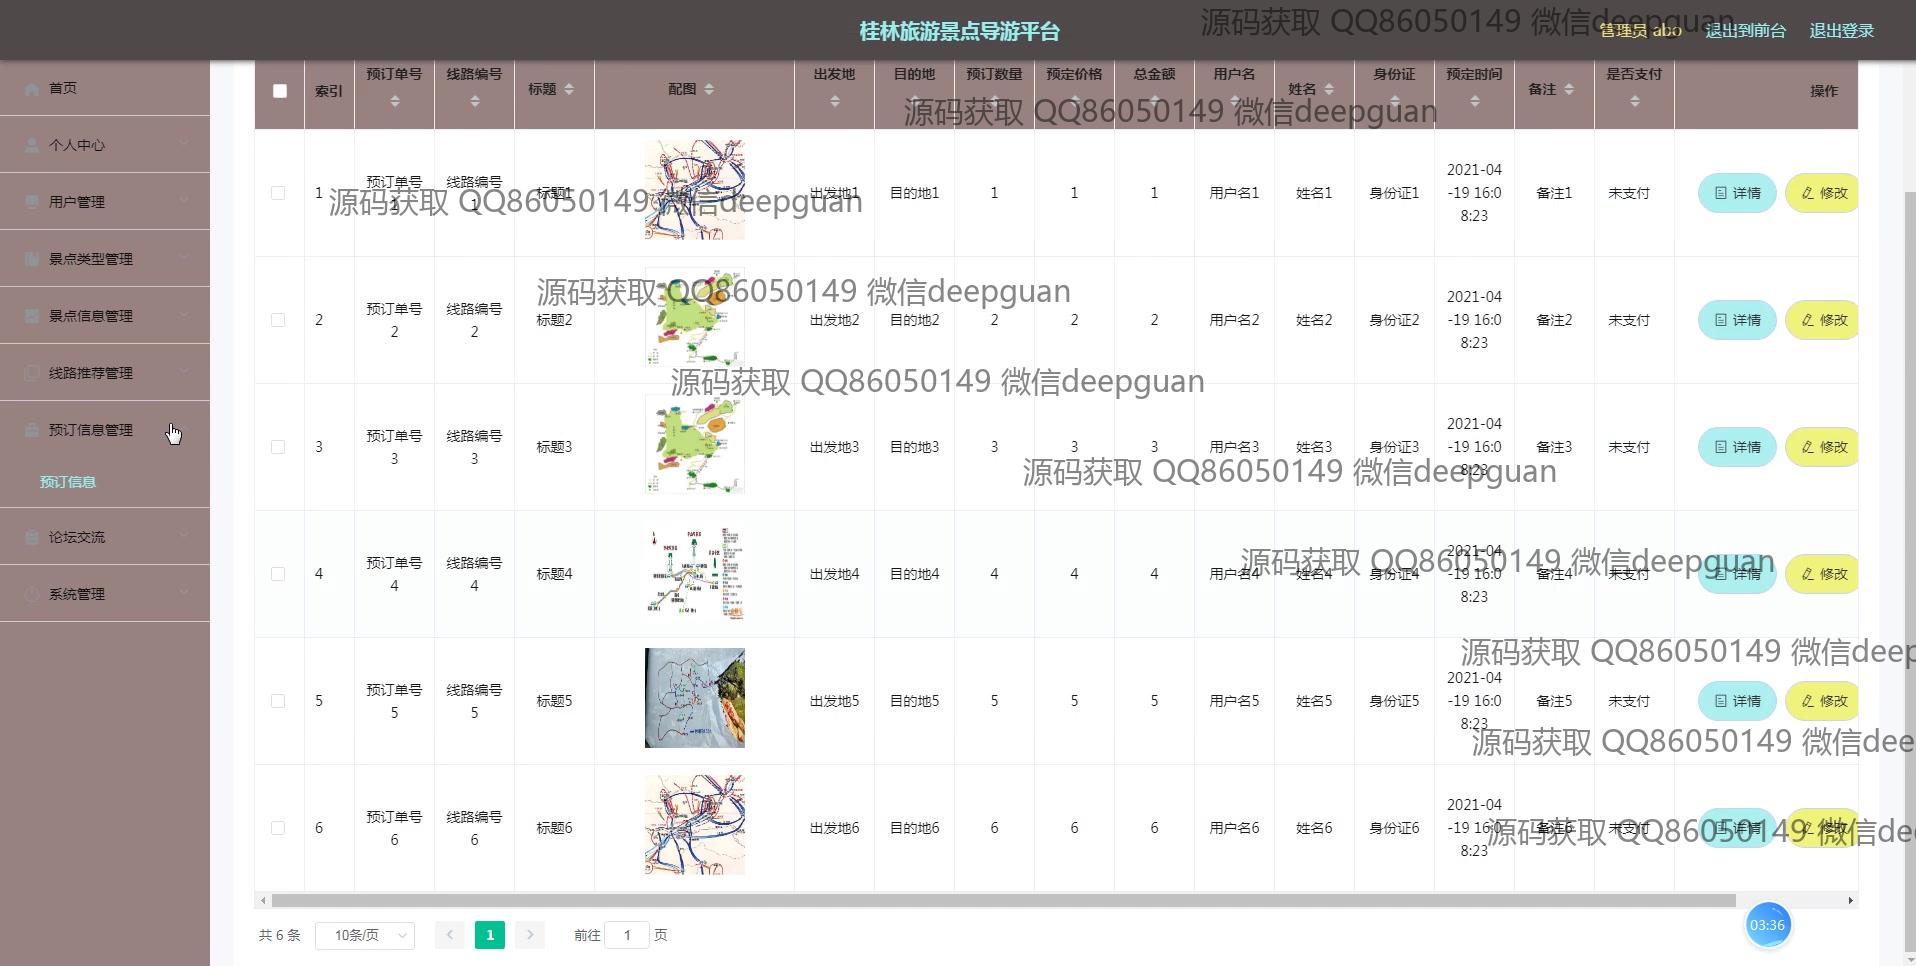 桂林旅游景点导游平台
源码获取 QQ86050149 微信deepguan
管理员 abo
退出到前台
退出登录
首页
个人中心
用户管理
景点类型管理
景点信息管理
线路推荐管理
预订信息管理
预订信息
论坛交流
系统管理
索引 预订单号 线路编号 标题 配图 出发地 目的地 预订数量 预定价格 总金额 用户名 姓名 身份证 预定时间 备注 是否支付 操作
源码获取 QQ86050149 微信deepguan
1 预订单号1 线路编号1 标题1 出发地1 目的地1 1 1 1 用户名1 姓名1 身份证1 2021-04-19 16:08:23 备注1 未支付 详情 修改
源码获取 QQ86050149 微信deepguan
2 预订单号2 线路编号2 标题2 出发地2 目的地2 2 2 2 用户名2 姓名2 身份证2 2021-04-19 16:08:23 备注2 未支付 详情 修改
源码获取 QQ86050149 微信deepguan
源码获取 QQ86050149 微信deepguan
3 预订单号3 线路编号3 标题3 出发地3 目的地3 3 3 3 用户名3 姓名3 身份证3 2021-04-19 16:08:23 备注3 未支付 详情 修改
源码获取 QQ86050149 微信deepguan
4 预订单号4 线路编号4 标题4 出发地4 目的地4 4 4 4 用户名4 姓名4 身份证4 2021-04-19 16:08:23 备注4 未支付 详情 修改
源码获取 QQ86050149 微信deepguan
源码获取 QQ86050149 微信deep
5 预订单号5 线路编号5 标题5 出发地5 目的地5 5 5 5 用户名5 姓名5 身份证5 2021-04-19 16:08:23 备注5 未支付 详情 修改
源码获取 QQ86050149 微信dee
6 预订单号6 线路编号6 标题6 出发地6 目的地6 6 6 6 用户名6 姓名6 身份证6 2021-04-19 16:08:23 备注6 未支付 详情 修改
源码获取 QQ86050149 微信dee
共 6 条 10条/页 1 前往 1 页
03:36